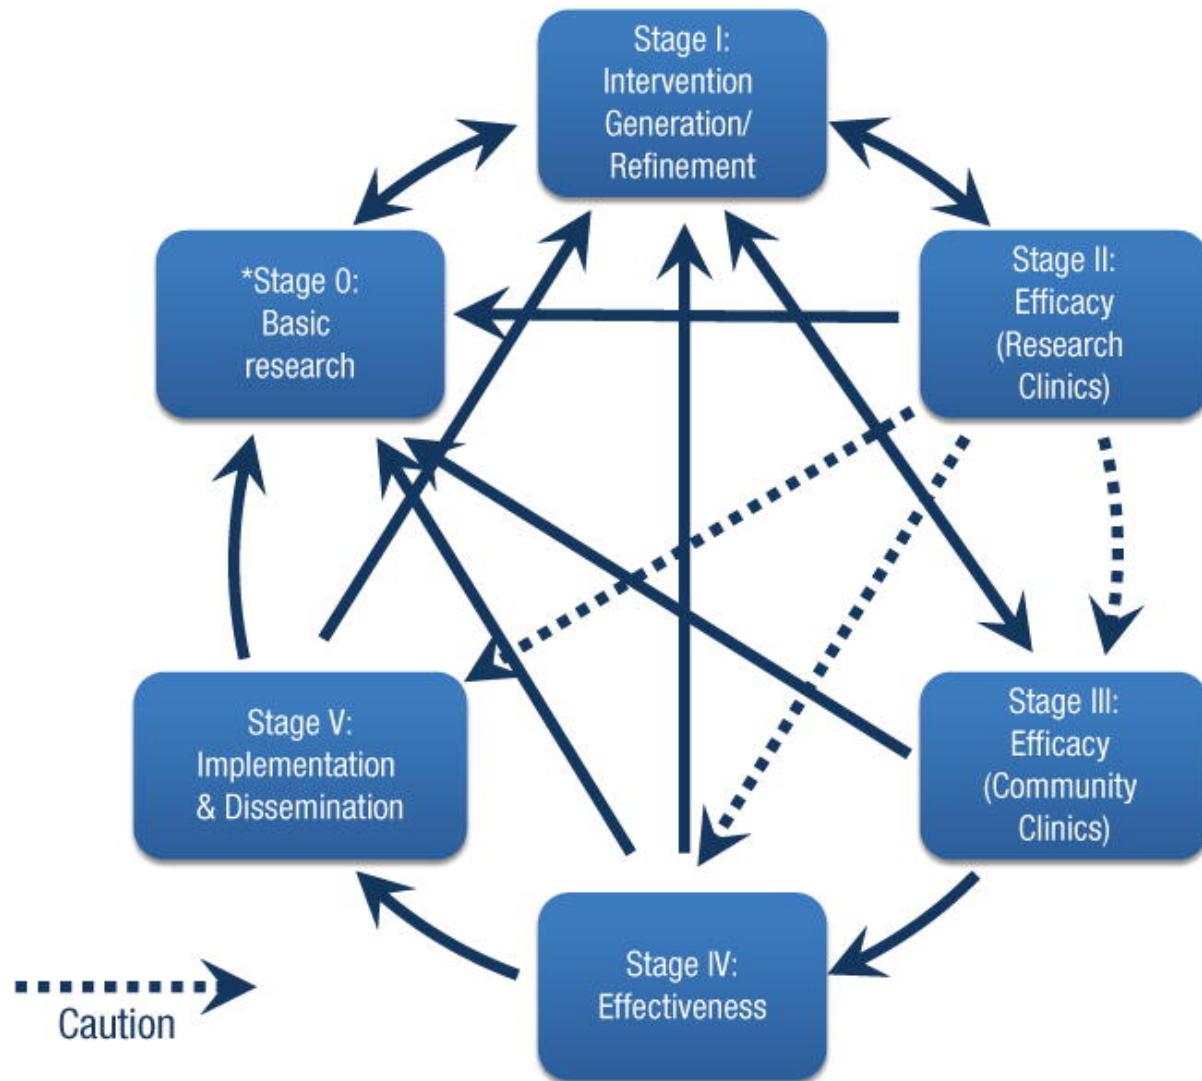 Stage I:
Intervention
Generation/
Refinement
*Stage 0:
Basic
research
Stage II:
Efficacy
(Research
Clinics)
Stage V:
Implementation
& Dissemination
Stage III:
Efficacy
(Community
Clinics)
Stage IV:
Effectiveness
Caution